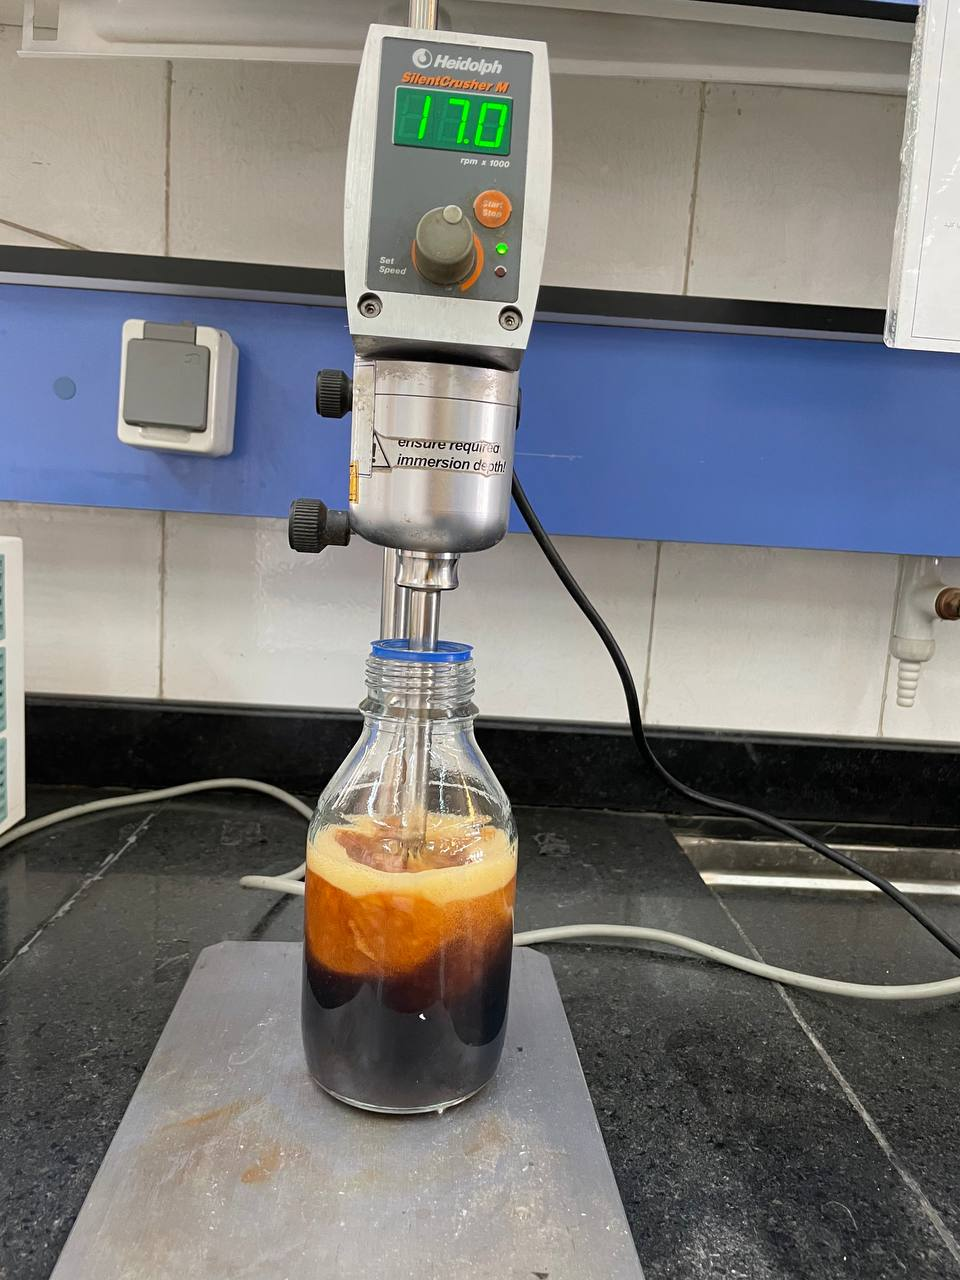 Heidolph
SilentCrusher M
17.0
rpm x 1000
Start
Stop
Set
Speed
ensure required
immersion depth!